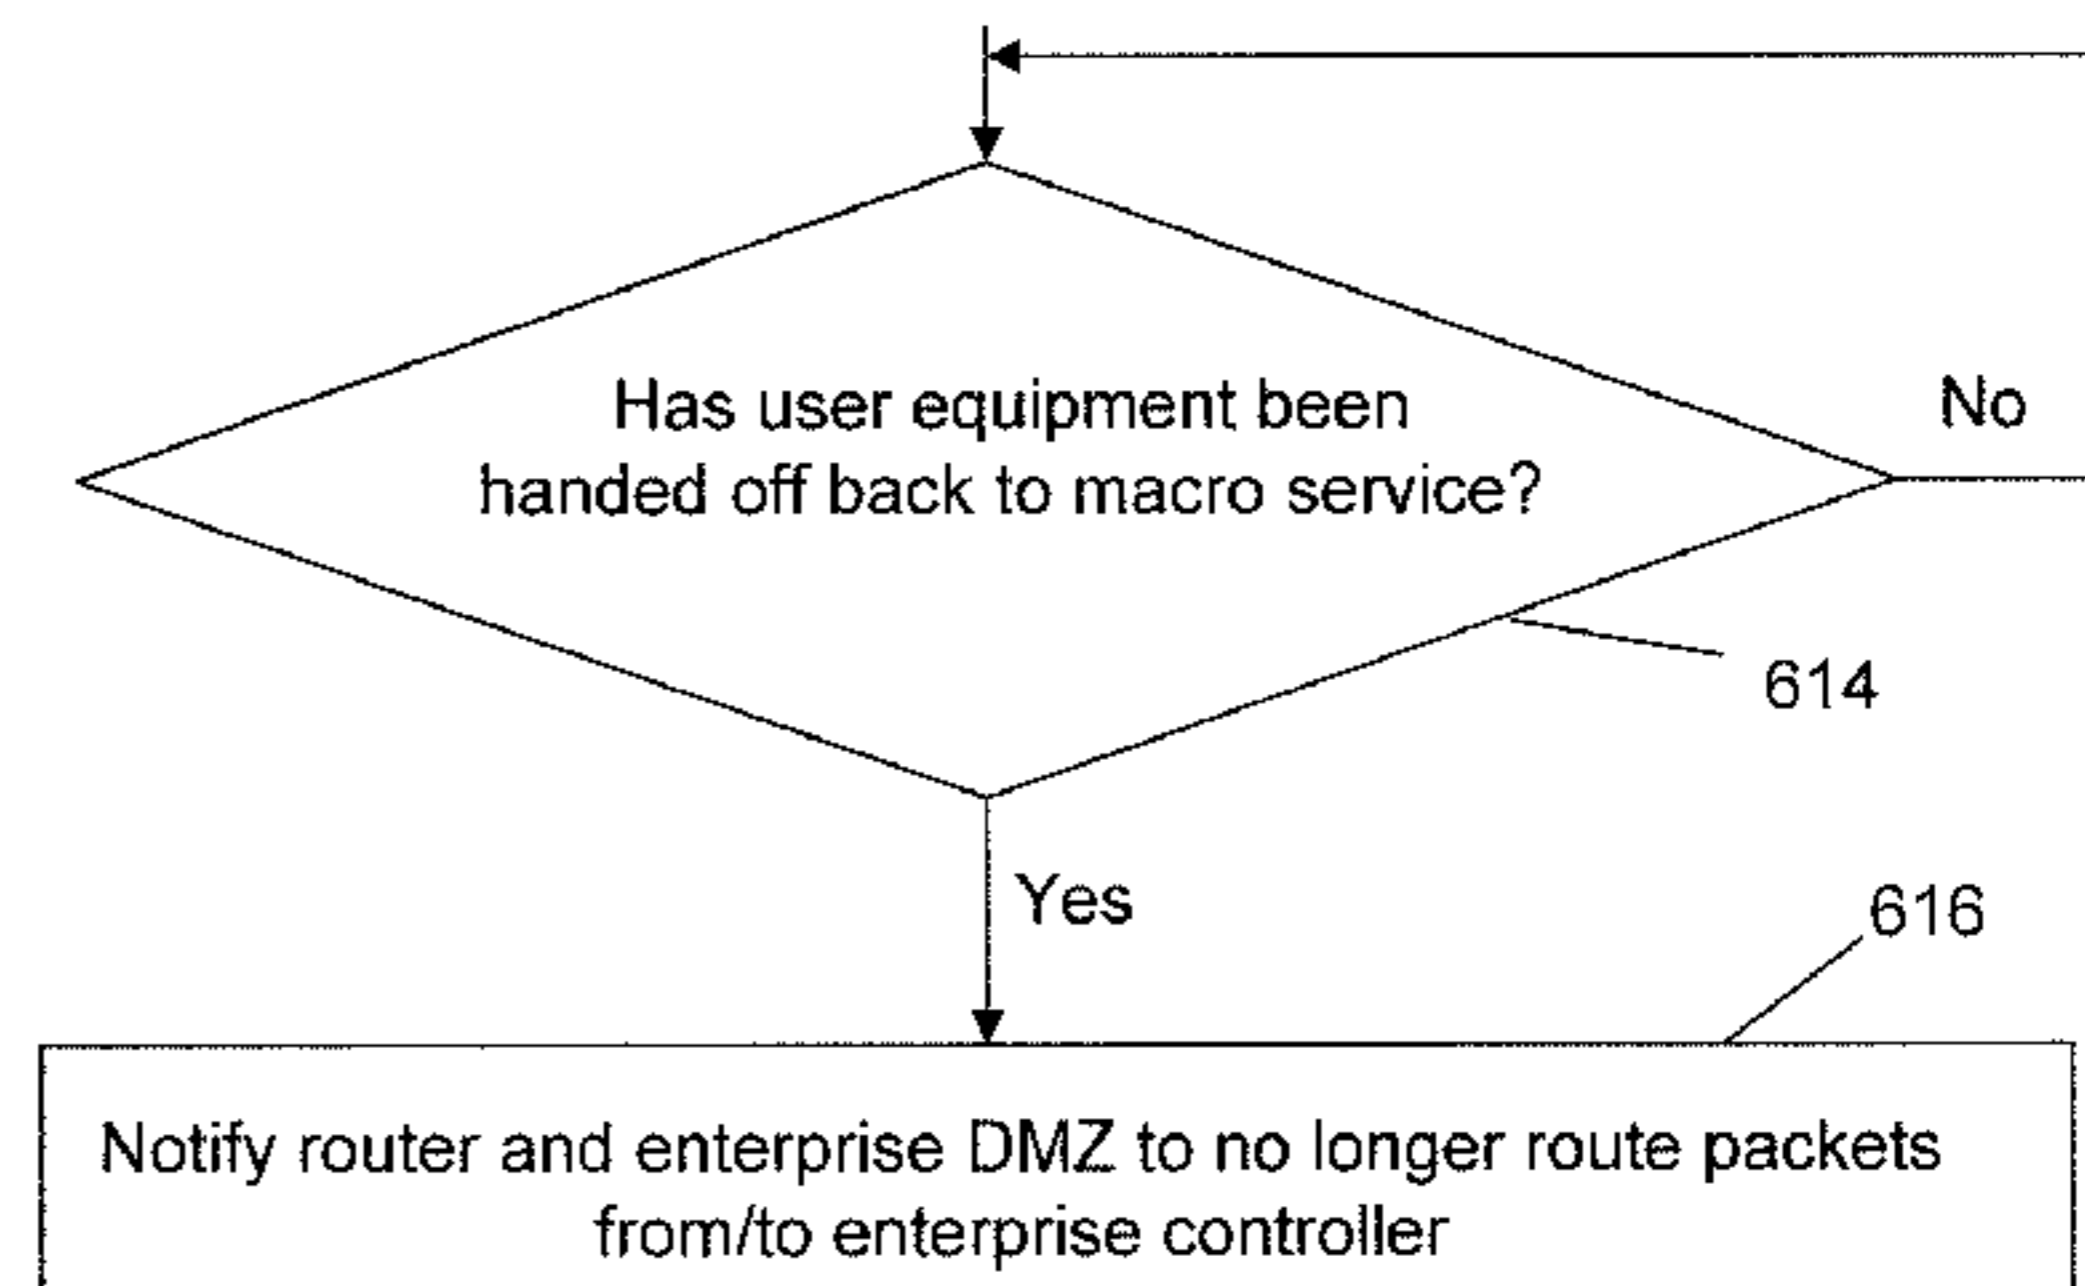 Has user equipment been
handed off back to macro service?
No
614
Yes
616
Notify router and enterprise DMZ to no longer route packets
from/to enterprise controller